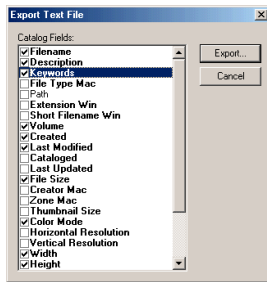 Export Text File
Catalog Fields:
Filename
Description
Keywords
File Type Mac
Path
Extension Win
Short Filename Win
Volume
Created
Last Modified
Cataloged
Last Updated
File Size
Creator Mac
Zone Mac
Thumbnail Size
Color Mode
Horizontal Resolution
Vertical Resolution
Width
Height
Export...
Cancel